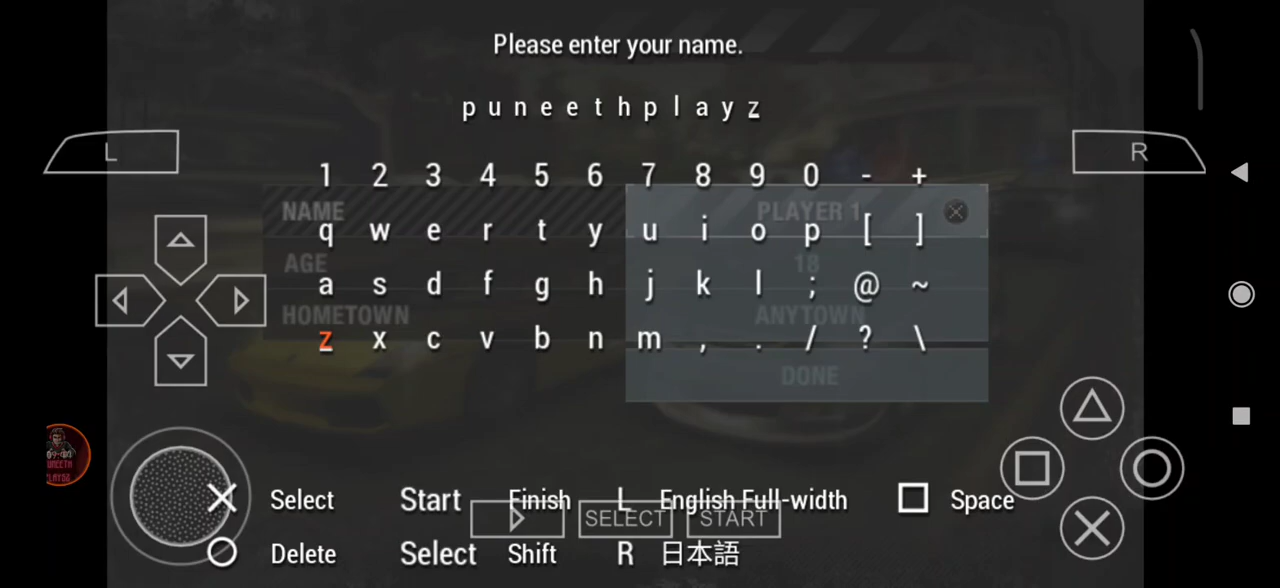 Please enter your name.
puneethplayz
L
R
1 2 3 4 5 6 7 8 9 0 - +
NAME
PLAYER 1
q w e r t y u i o p [ ]
AGE
18
a s d f g h j k l ; @ ~
HOMETOWN
ANYTOWN
z x c v b n m , . / ? \
DONE
Select
Start
Finish
L
English Full-width
Space
SELECT
START
Delete
Select
Shift
R
日本語